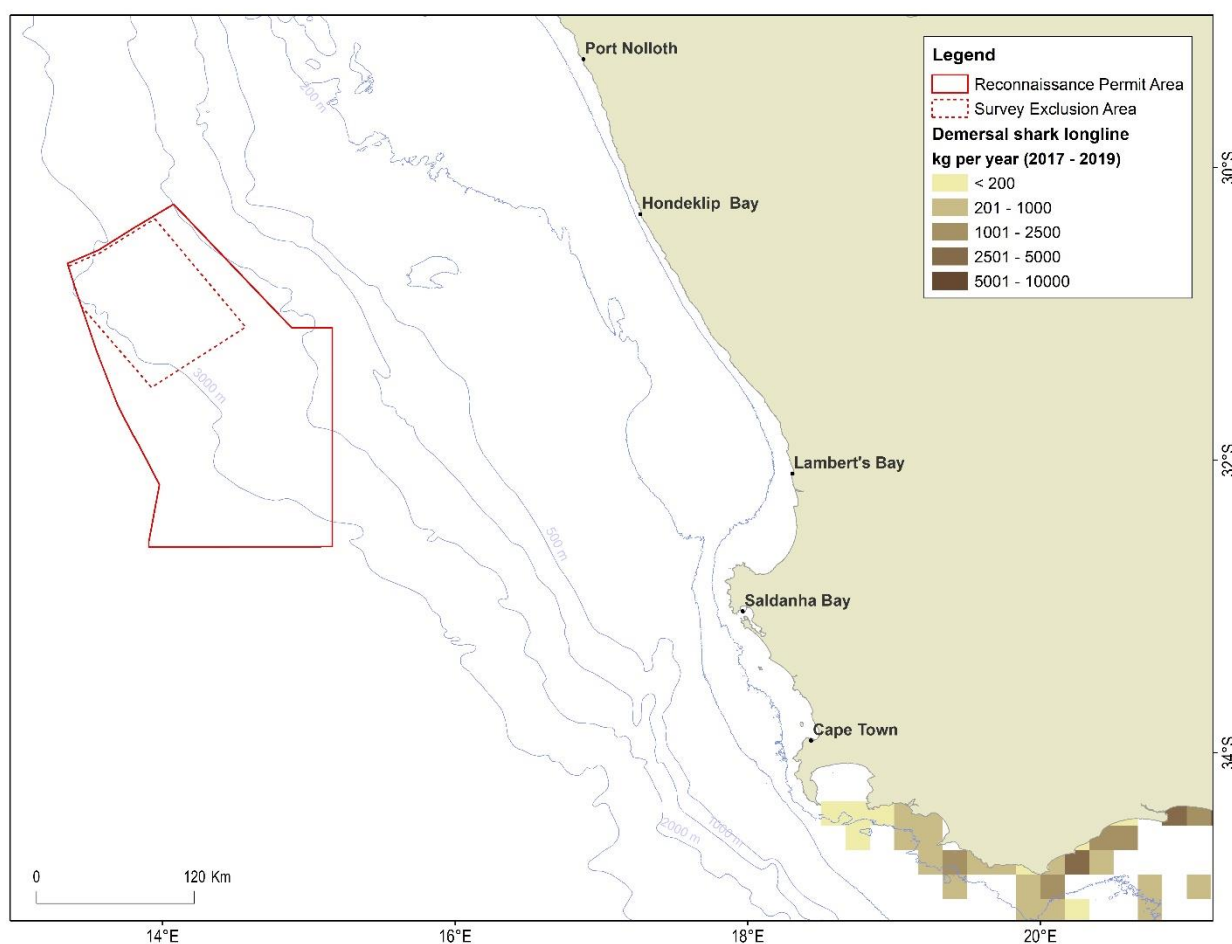 Port Nolloth
Legend
Reconnaissance Permit Area
Survey Exclusion Area
Demersal shark longline
kg per year (2017 - 2019)
< 200
201 - 1000
1001 - 2500
2501 - 5000
5001 - 10000
200 m
30°S
Hondeklip Bay
3000 m
Lambert's Bay
32°S
500 m
Saldanha Bay
Cape Town
34°S
1000 m
2000 m
0 120 Km
14°E 16°E 18°E 20°E